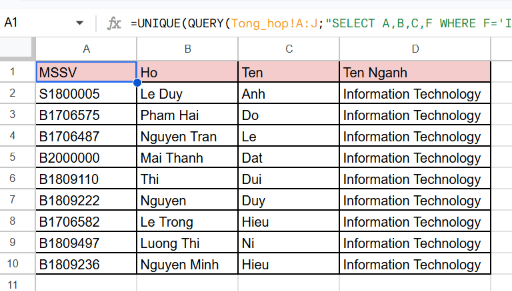 A1 fx =UNIQUE(QUERY(Tong_hop!A:J;"SELECT A,B,C,F WHERE F='I
A B C D
1 MSSV Ho Ten Ten Nganh
2 S1800005 Le Duy Anh Information Technology
3 B1706575 Pham Hai Do Information Technology
4 B1706487 Nguyen Tran Le Information Technology
5 B2000000 Mai Thanh Dat Information Technology
6 B1809110 Thi Dui Information Technology
7 B1809222 Nguyen Duy Information Technology
8 B1706582 Le Trong Hieu Information Technology
9 B1809497 Luong Thi Ni Information Technology
10 B1809236 Nguyen Minh Hieu Information Technology
11